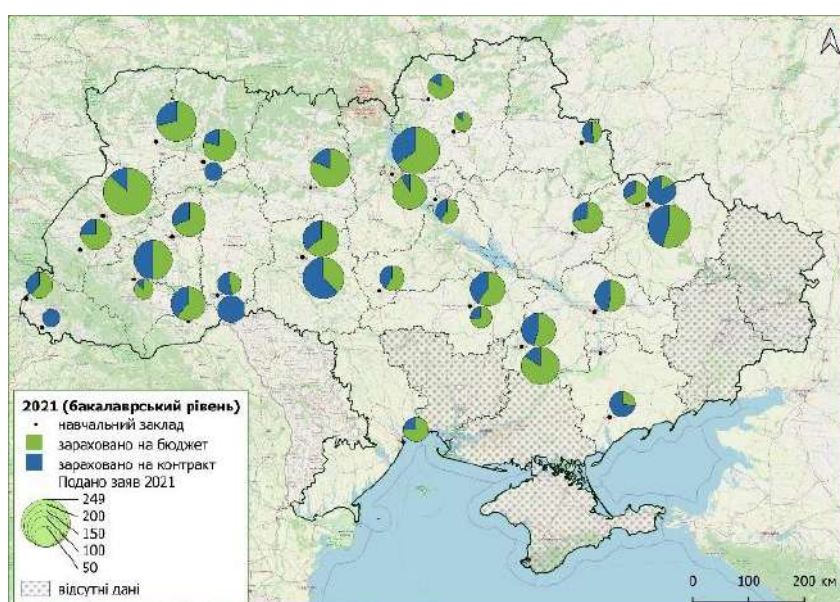 2021 (бакалаврський рівень)
навчальний заклад
зараховано на бюджет
зараховано на контракт
Подано заяв 2021
249
200
150
100
50
відсутні дані
0 100 200 км